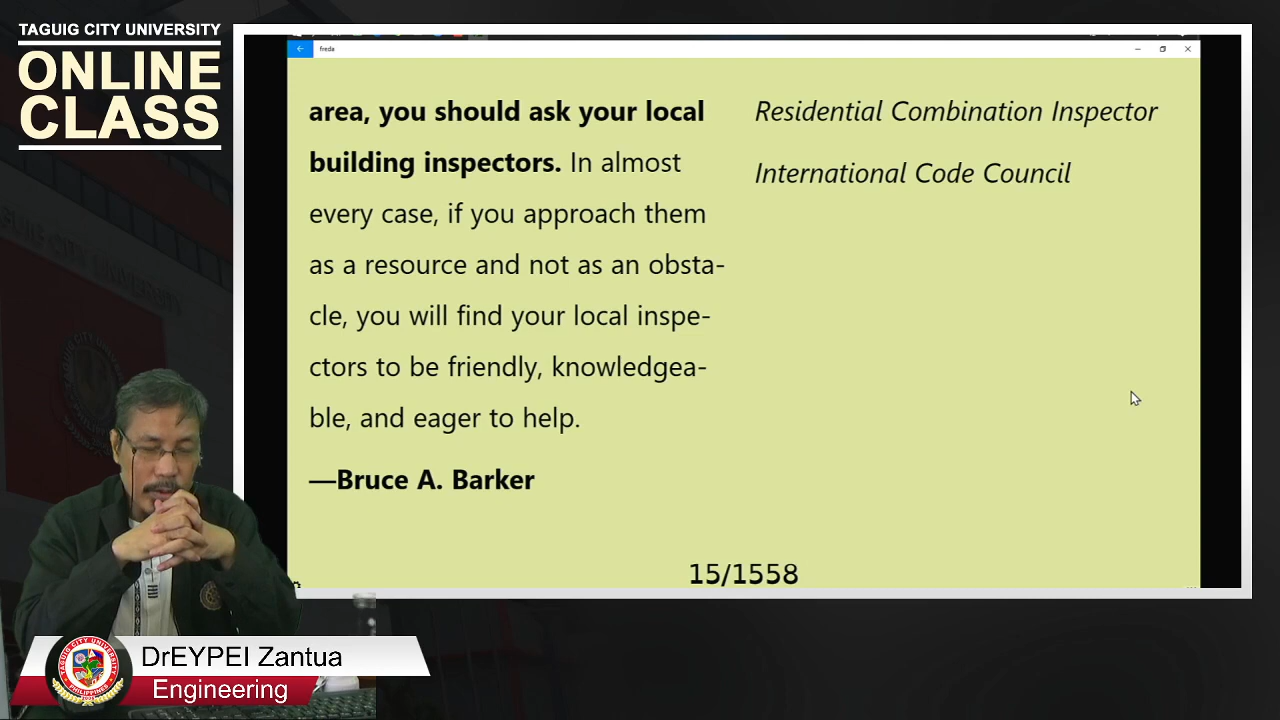 TAGUIG CITY UNIVERSITY
ONLINE
CLASS
freda
area, you should ask your local
building inspectors. In almost
every case, if you approach them
as a resource and not as an obsta-
cle, you will find your local inspe-
ctors to be friendly, knowledgea-
ble, and eager to help.
—Bruce A. Barker
Residential Combination Inspector
International Code Council
15/1558
DrEYPEI Zantua
Engineering